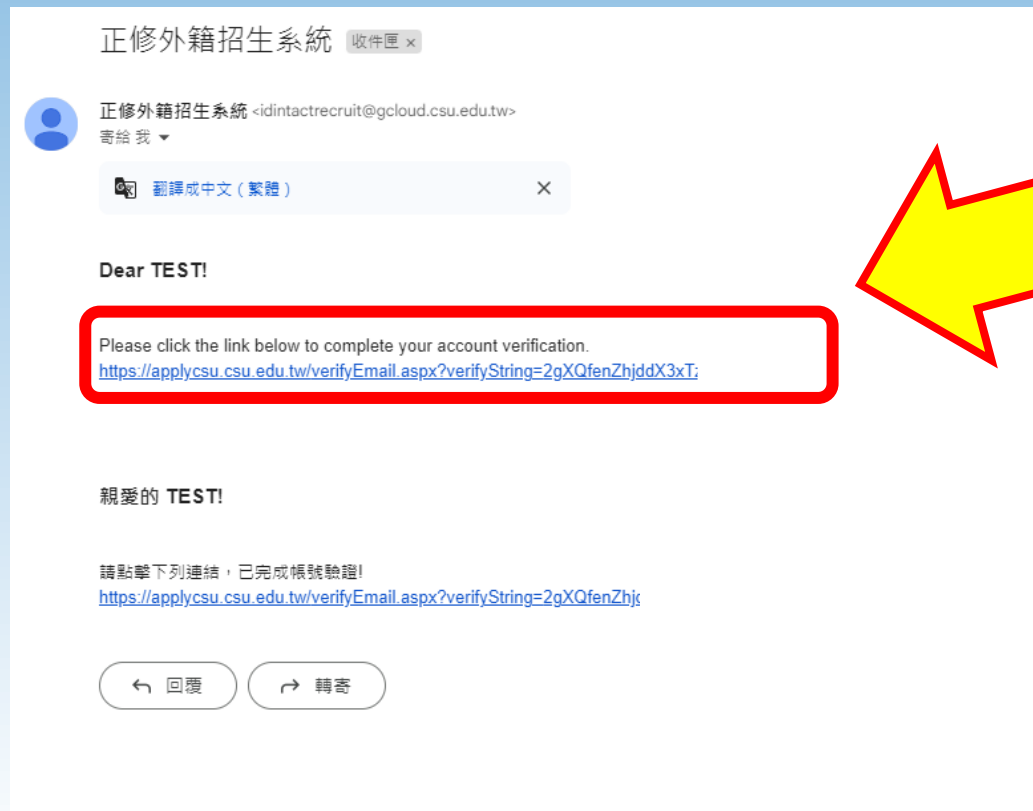 正修外籍招生系統 收件匣 ×
正修外籍招生系統 <idintactrecruit@gcloud.csu.edu.tw>
寄給 我
翻譯成中文（繁體）
Dear TEST!
Please click the link below to complete your account verification.
https://applycsu.csu.edu.tw/verifyEmail.aspx?verifyString=2gXQfenZhjddX3xTz
親愛的 TEST!
請點擊下列連結，已完成帳號驗證!
https://applycsu.csu.edu.tw/verifyEmail.aspx?verifyString=2gXQfenZhjd
回覆 轉寄